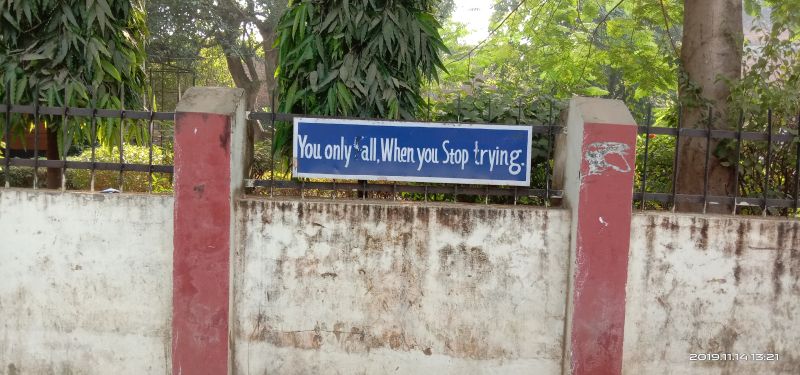 You only fall, When you Stop trying.
2019.11.14 13:21